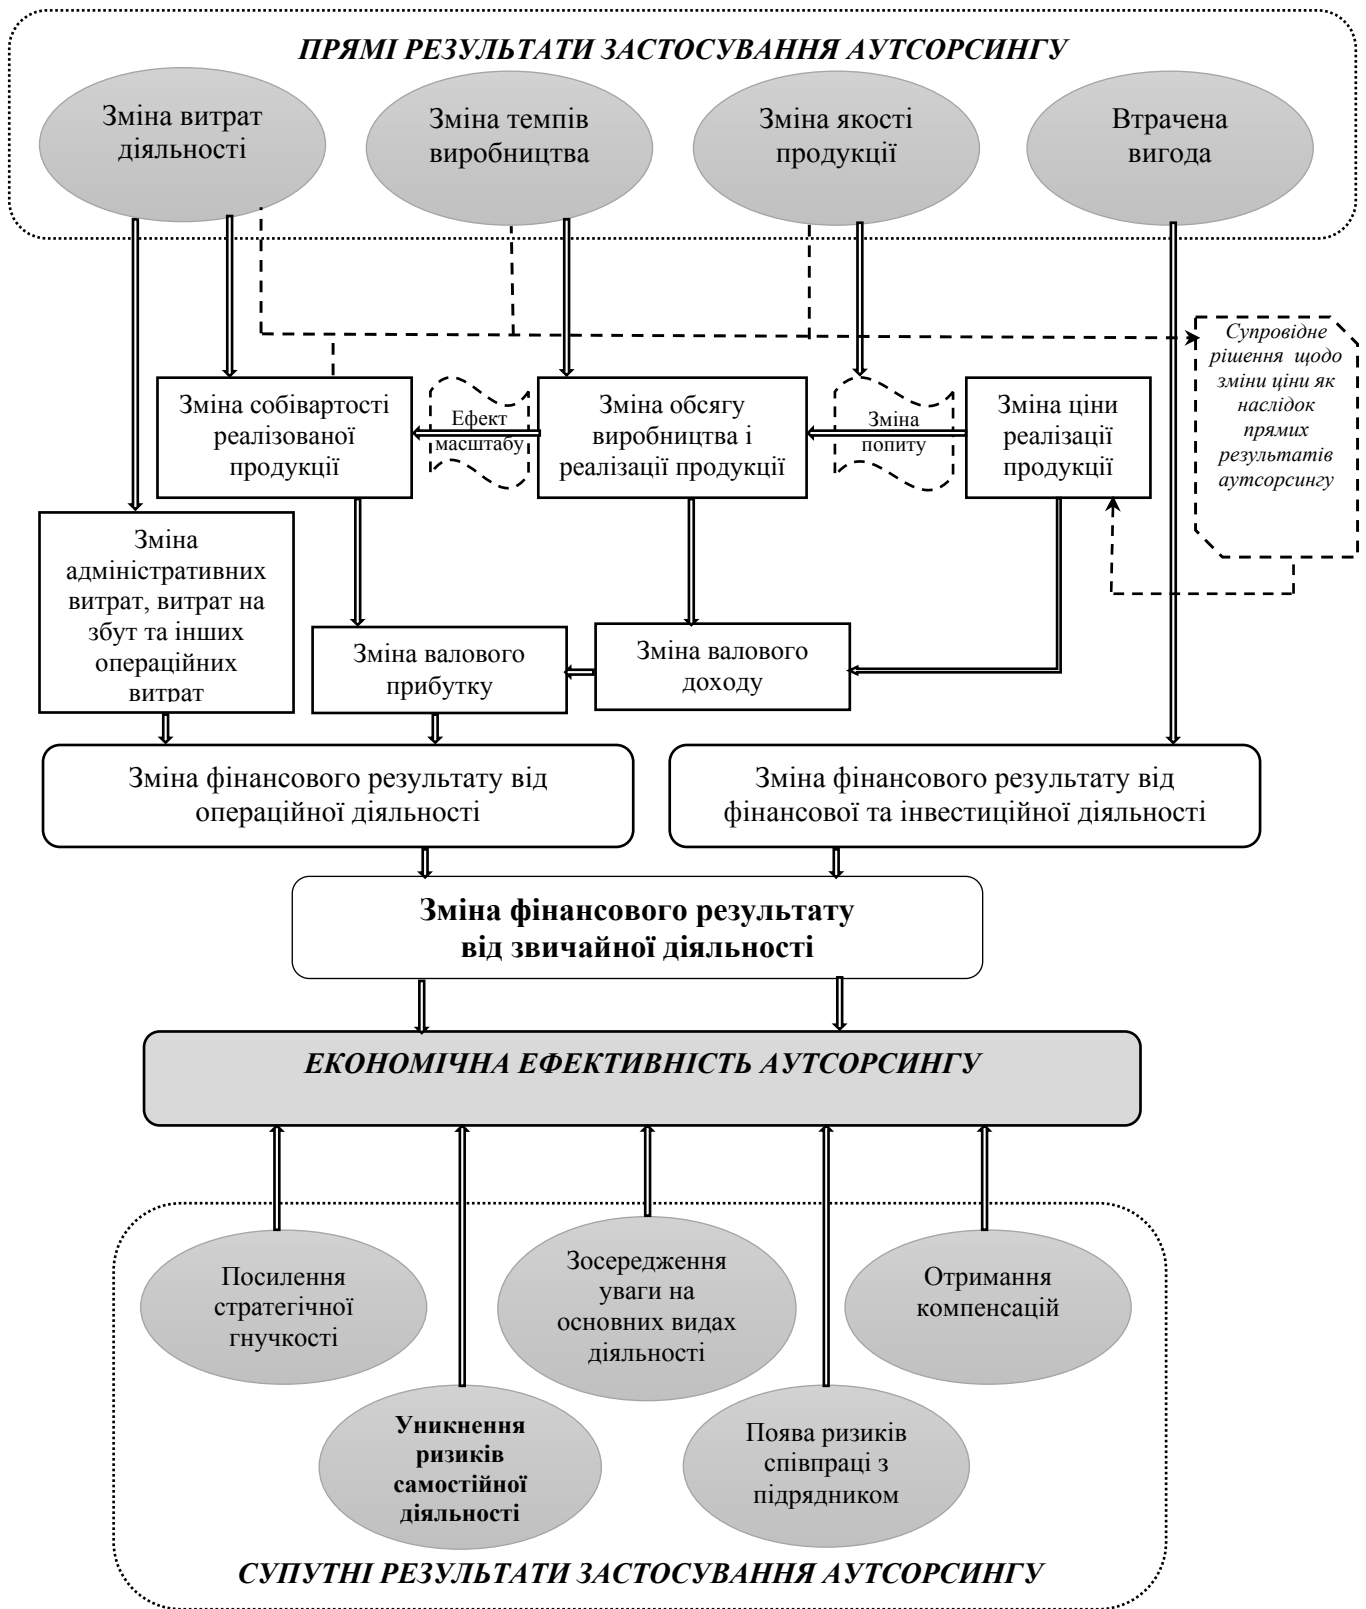 ПРЯМІ РЕЗУЛЬТАТИ ЗАСТОСУВАННЯ АУТСОРСИНГУ
Зміна витрат
діяльності
Зміна темпів
виробництва
Зміна якості
продукції
Втрачена
вигода
Супровідне
рішення щодо
зміни ціни як
наслідок
прямих
результатів
аутсорсингу
Зміна собівартості
реалізованої
продукції
Ефект
масштабу
Зміна обсягу
виробництва і
реалізації продукції
Зміна
попиту
Зміна ціни
реалізації
продукції
Зміна
адміністративних
витрат, витрат на
збут та інших
операційних
витрат
Зміна валового
прибутку
Зміна валового
доходу
Зміна фінансового результату від
операційної діяльності
Зміна фінансового результату від
фінансової та інвестиційної діяльності
Зміна фінансового результату
від звичайної діяльності
ЕКОНОМІЧНА ЕФЕКТИВНІСТЬ АУТСОРСИНГУ
Посилення
стратегічної
гнучкості
Зосередження
уваги на
основних видах
діяльності
Отримання
компенсацій
Уникнення
ризиків
самостійної
діяльності
Поява ризиків
співпраці з
підрядником
СУПУТНІ РЕЗУЛЬТАТИ ЗАСТОСУВАННЯ АУТСОРСИНГУ